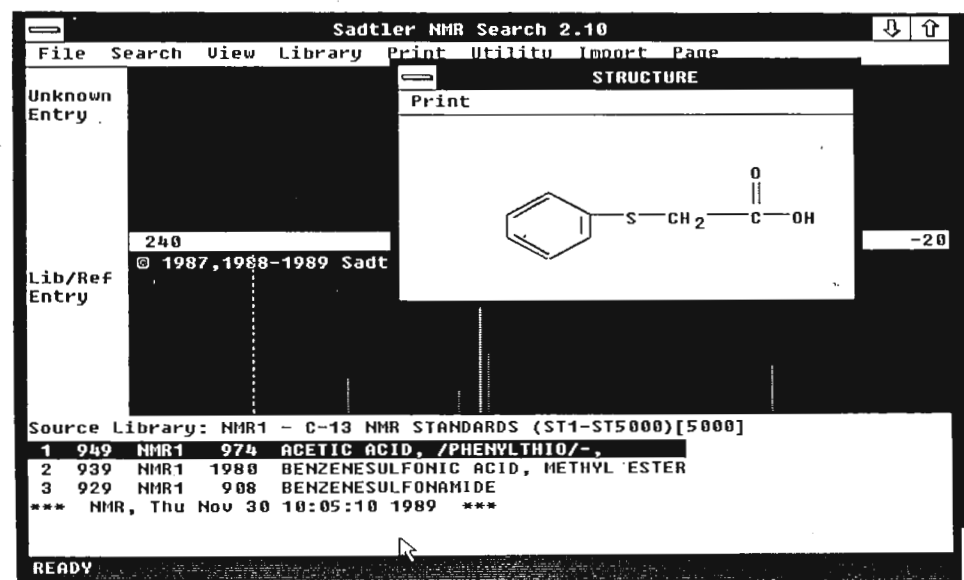 Sadtler NMR Search 2.10
File Search View Library Print Utility Import Page
STRUCTURE
Print
Unknown
Entry
O
S CH2 C OH
240 -20
© 1987,1988-1989 Sadt
Lib/Ref
Entry
Source Library: NMR1 - C-13 NMR STANDARDS (ST1-ST5000)[5000]
1 949 NMR1 974 ACETIC ACID, /PHENYLTHIO/-,
2 939 NMR1 1980 BENZENESULFONIC ACID, METHYL ESTER
3 929 NMR1 908 BENZENESULFONAMIDE
*** NMR, Thu Nov 30 10:05:10 1989 ***
READY